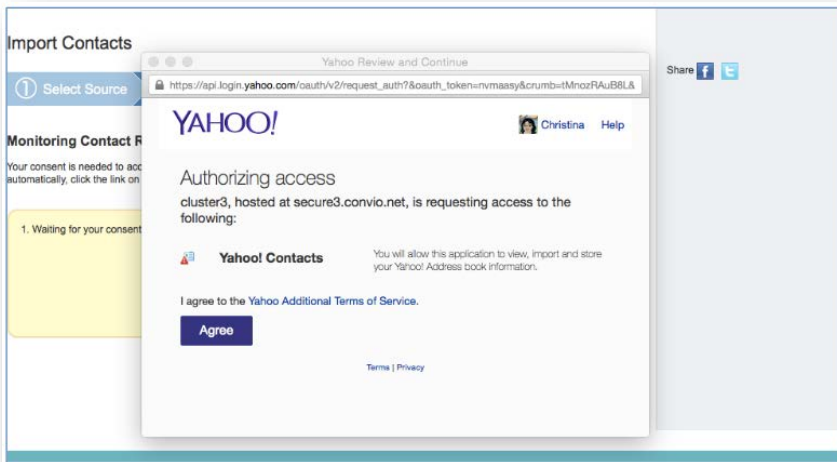 Import Contacts
Share
① Select Source
Monitoring Contact R
Your consent is needed to acc
automatically, click the link on
1. Waiting for your consent
Yahoo Review and Continue
https://api.login.yahoo.com/oauth/v2/request_auth?&oauth_token=nvmaasy&crumb=tMnozRAuB8L&
YAHOO!
Christina Help
Authorizing access
cluster3, hosted at secure3.convio.net, is requesting access to the
following:
Yahoo! Contacts
You will allow this application to view, import and store
your Yahoo! Address book information.
I agree to the Yahoo Additional Terms of Service.
Agree
Terms | Privacy